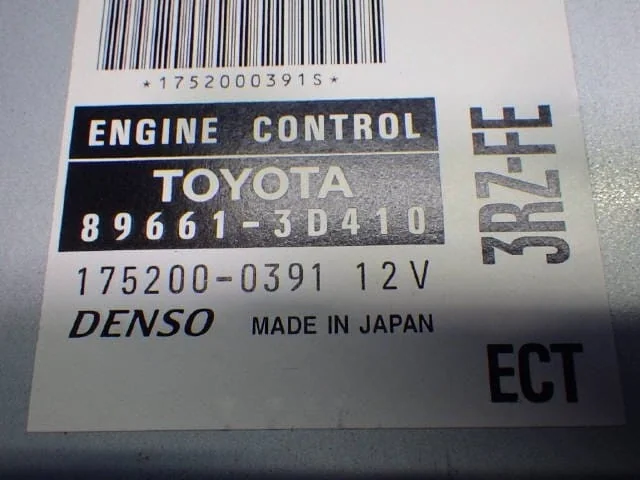 *1752000391S*
ENGINE CONTROL
TOYOTA
89661-3D410
175200-0391 12V
DENSO MADE IN JAPAN
3RZ-FE
ECT